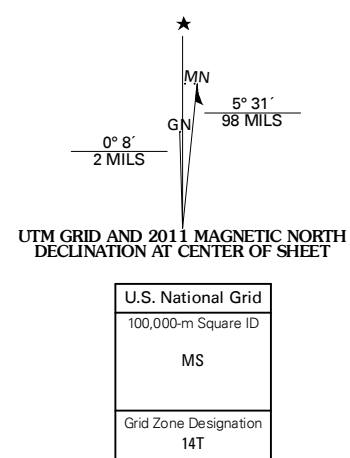 ★
MN
5° 31´
98 MILS
GN
0° 8´
2 MILS
UTM GRID AND 2011 MAGNETIC NORTH
DECLINATION AT CENTER OF SHEET
U.S. National Grid
100,000-m Square ID
MS
Grid Zone Designation
14T